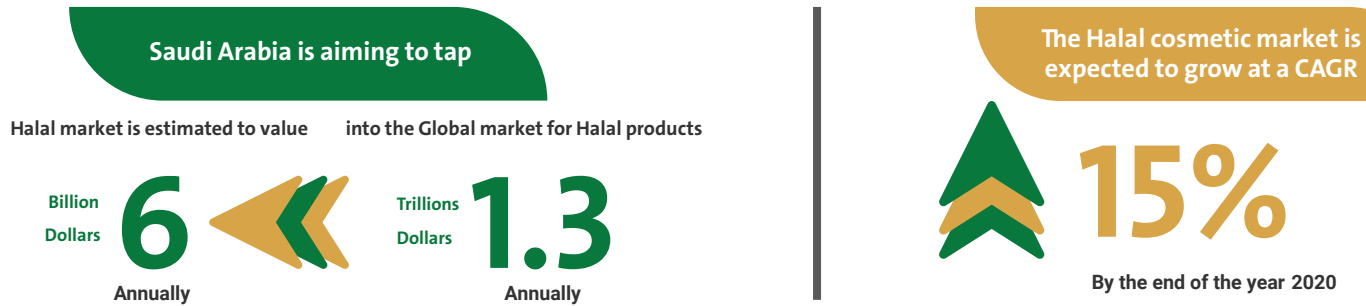 Saudi Arabia is aiming to tap
Halal market is estimated to value
into the Global market for Halal products
Billion
Dollars
6
Annually
Trillions
Dollars
1.3
Annually
The Halal cosmetic market is
expected to grow at a CAGR
15%
By the end of the year 2020